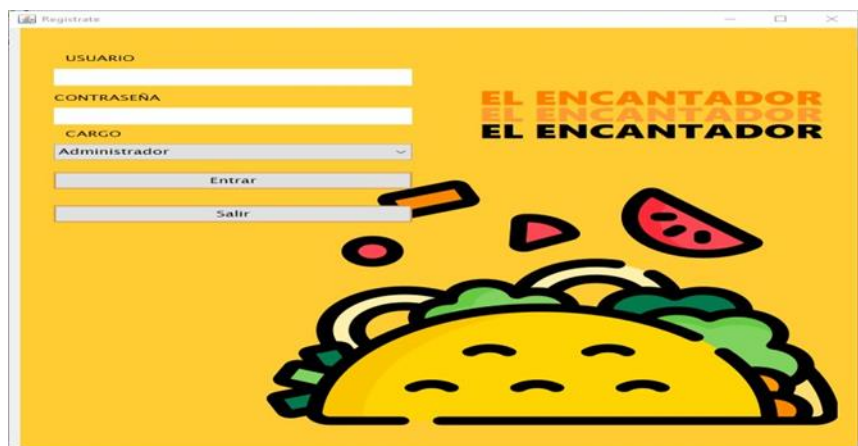 Registrate
USUARIO
CONTRASEÑA
CARGO
Administrador
Entrar
Salir
EL ENCANTADOR
EL ENCANTADOR
EL ENCANTADOR